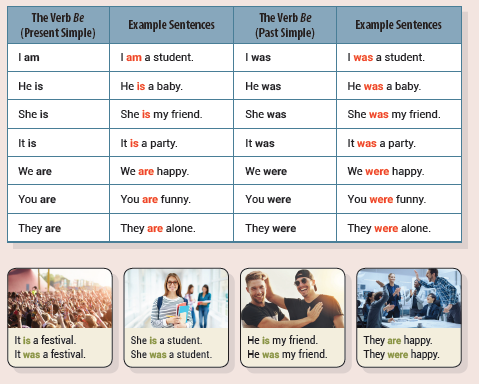 The Verb Be
(Present Simple)
Example Sentences
The Verb Be
(Past Simple)
Example Sentences
I am
I am a student.
I was
I was a student.
He is
He is a baby.
He was
He was a baby.
She is
She is my friend.
She was
She was my friend.
It is
It is a party.
It was
It was a party.
We are
We are happy.
We were
We were happy.
You are
You are funny.
You were
You were funny.
They are
They are alone.
They were
They were alone.
It is a festival.
It was a festival.
She is a student.
She was a student.
He is my friend.
He was my friend.
They are happy.
They were happy.